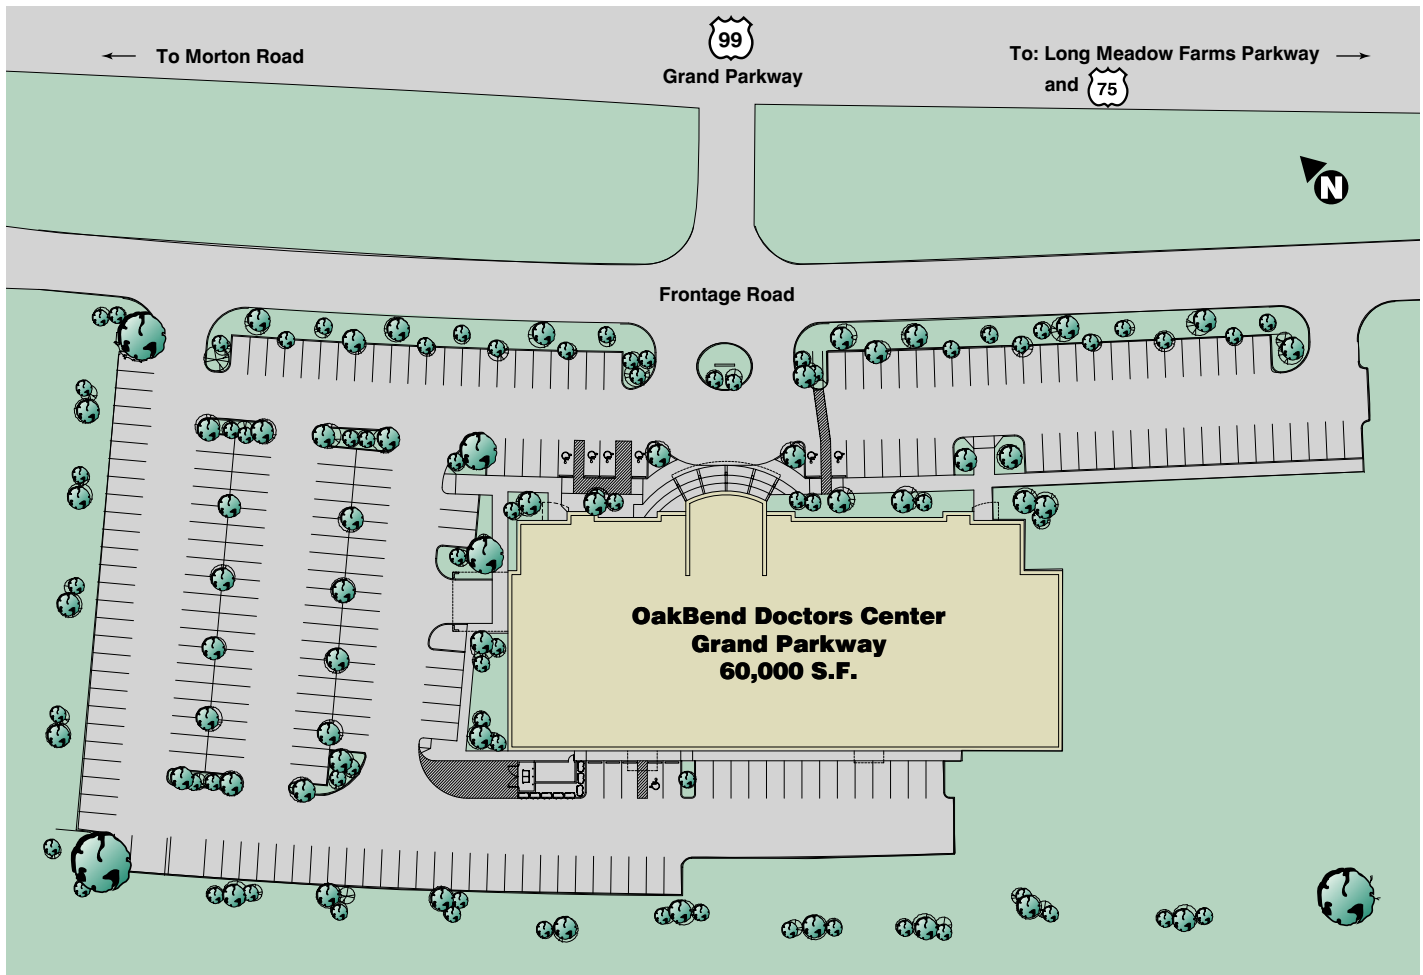 99
To Morton Road
Grand Parkway
To: Long Meadow Farms Parkway
and 75
N
Frontage Road
OakBend Doctors Center
Grand Parkway
60,000 S.F.